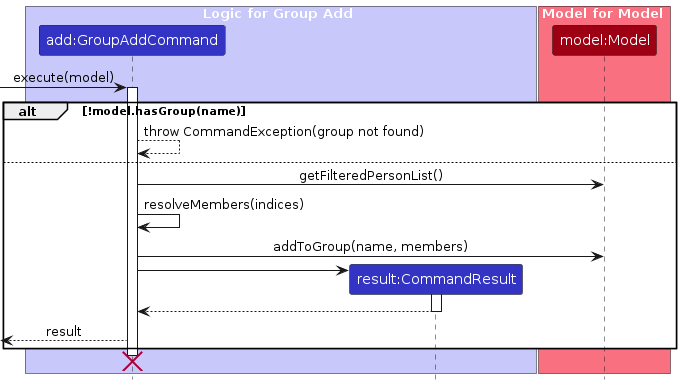 Logic for Group Add
Model for Model
add:GroupAddCommand
model:Model
execute(model)
alt
[!model.hasGroup(name)]
throw CommandException(group not found)
getFilteredPersonList()
resolveMembers(indices)
addToGroup(name, members)
result:CommandResult
result